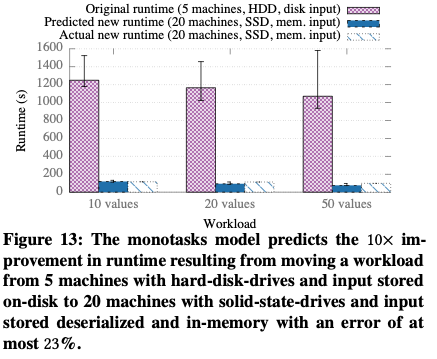 Original runtime (5 machines, HDD, disk input)
Predicted new runtime (20 machines, SSD, mem. input)
Actual new runtime (20 machines, SSD, mem. input)
1600
1400
1200
1000
800
600
400
200
0
Runtime (s)
10 values 20 values 50 values
Workload
Figure 13: The monotasks model predicts the 10× im-
provement in runtime resulting from moving a workload
from 5 machines with hard-disk-drives and input stored
on-disk to 20 machines with solid-state-drives and input
stored deserialized and in-memory with an error of at
most 23%.